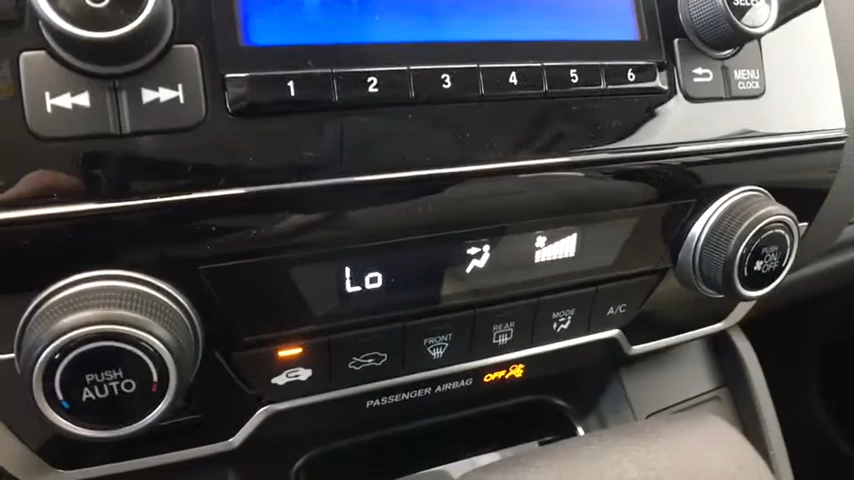 SELECT
MENU
CLOCK
1 2 3 4 5 6
Lo
PUSH
ON
OFF
PUSH
AUTO
FRONT
REAR
MODE
A/C
PASSENGER AIRBAG
OFF